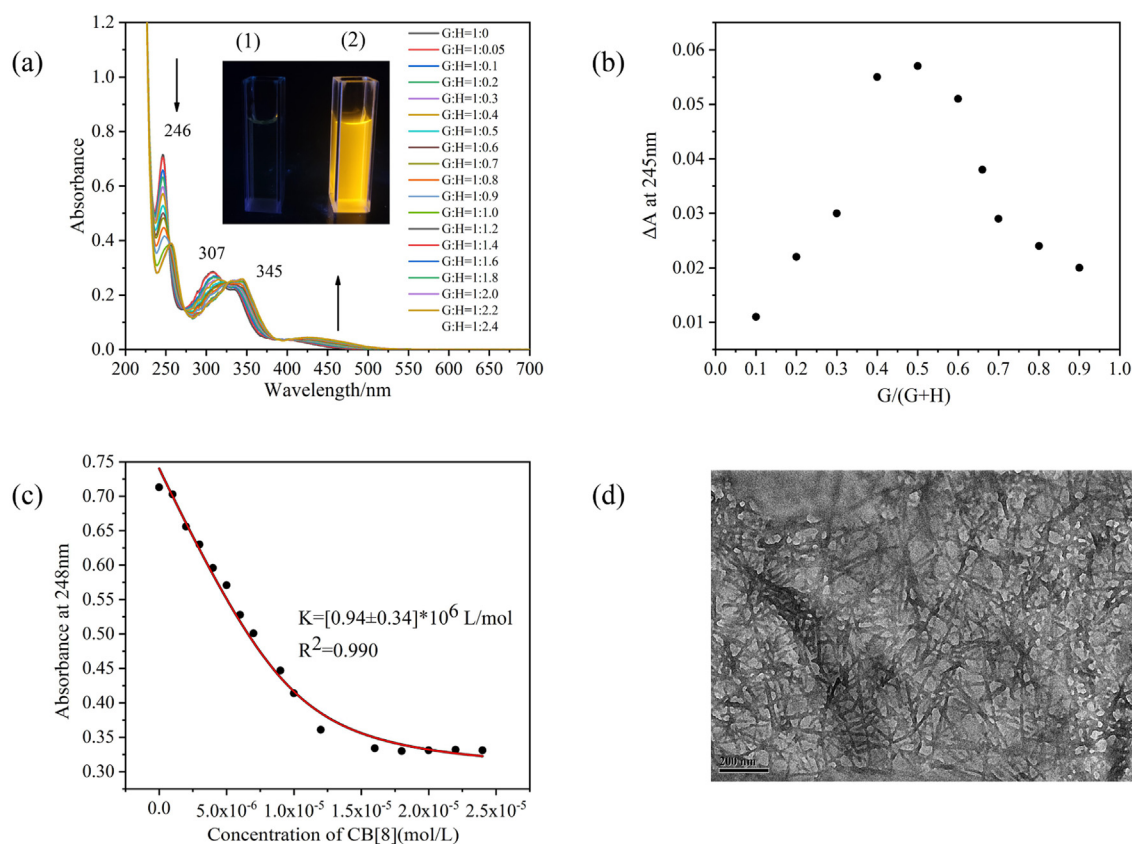 (a)
(1)
(2)
246
307
345
G:H=1:0
G:H=1:0.05
G:H=1:0.1
G:H=1:0.2
G:H=1:0.3
G:H=1:0.4
G:H=1:0.5
G:H=1:0.6
G:H=1:0.7
G:H=1:0.8
G:H=1:0.9
G:H=1:1.0
G:H=1:1.2
G:H=1:1.4
G:H=1:1.6
G:H=1:1.8
G:H=1:2.0
G:H=1:2.2
G:H=1:2.4
1.2
1.0
0.8
0.6
0.4
0.2
0.0
Absorbance
200 250 300 350 400 450 500 550 600 650 700
Wavelength/nm
(b)
0.06
0.05
0.04
0.03
0.02
0.01
ΔA at 245nm
0.0 0.1 0.2 0.3 0.4 0.5 0.6 0.7 0.8 0.9 1.0
G/(G+H)
(c)
0.75
0.70
0.65
0.60
0.55
0.50
0.45
0.40
0.35
0.30
Absorbance at 248nm
K=[0.94±0.34]*10⁶ L/mol
R²=0.990
0.0 5.0x10⁻⁶ 1.0x10⁻⁵ 1.5x10⁻⁵ 2.0x10⁻⁵ 2.5x10⁻⁵
Concentration of CB[8](mol/L)
(d)
200 nm